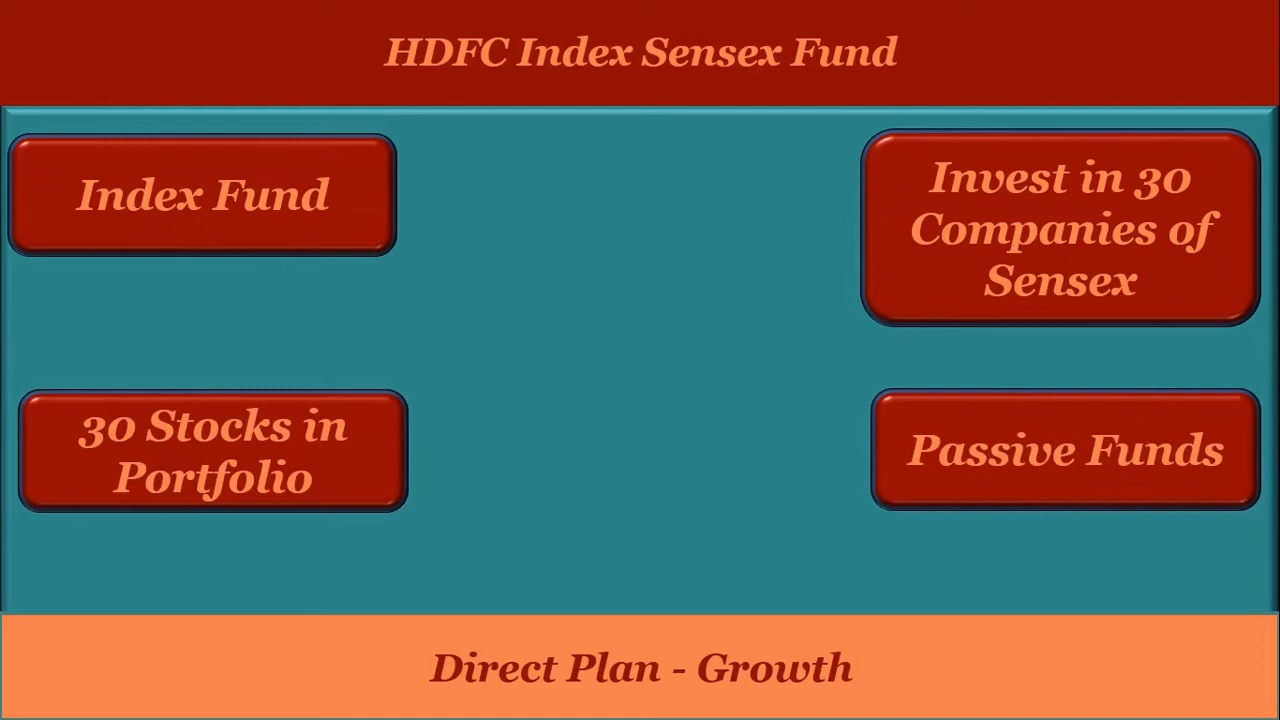 HDFC Index Sensex Fund
Index Fund
Invest in 30
Companies of
Sensex
30 Stocks in
Portfolio
Passive Funds
Direct Plan - Growth